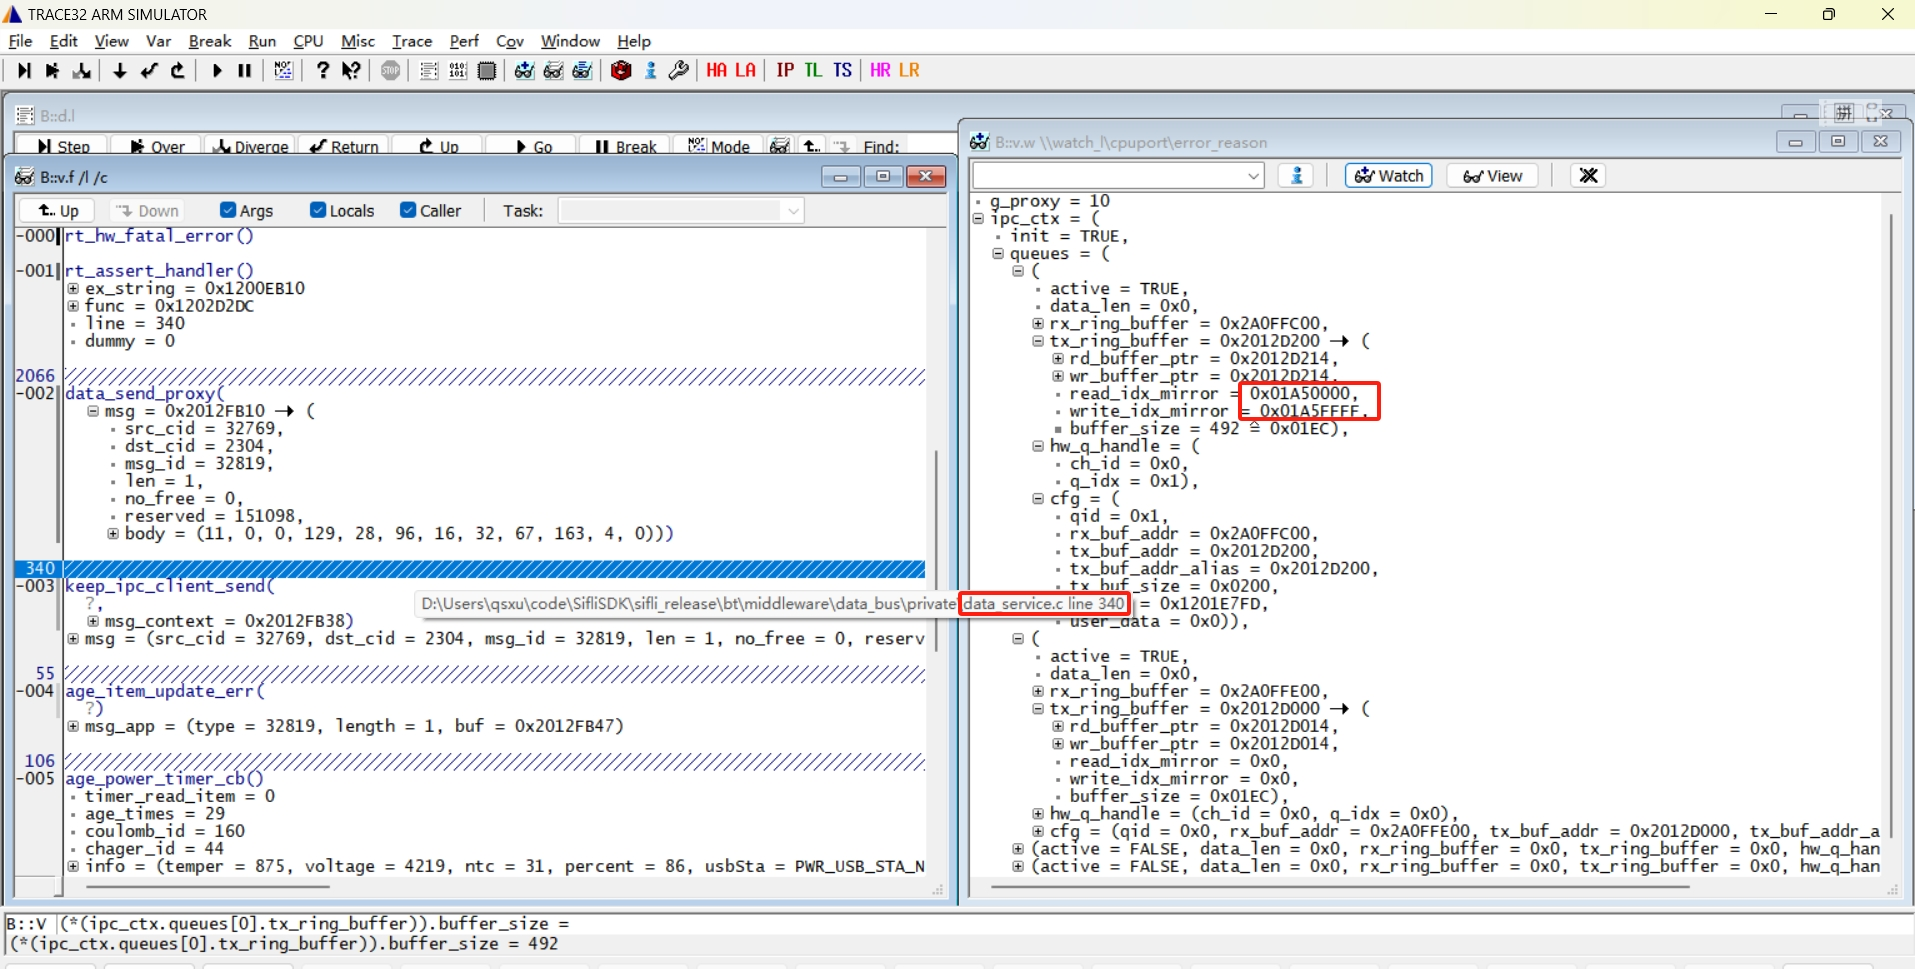 TRACE32 ARM SIMULATOR
File Edit View Var Break Run CPU Misc Trace Perf Cov Window Help
NOP STOP 010 101 HA LA IP TL TS HR LR
B::d.l
Step Over Diverge Return Up Go Break Mode Find:
B::v.f /l /c
Up Down Args Locals Caller Task:
-000 rt_hw_fatal_error()
-001 rt_assert_handler()
ex_string = 0x1200EB10
func = 0x1202D2DC
line = 340
dummy = 0
2066
-002 data_send_proxy(
msg = 0x2012FB10 → (
src_cid = 32769,
dst_cid = 2304,
msg_id = 32819,
len = 1,
no_free = 0,
reserved = 151098,
body = (11, 0, 0, 129, 28, 96, 16, 32, 67, 163, 4, 0)))
340
-003 keep_ipc_client_send(
?,
msg_context = 0x2012FB38)
msg = (src_cid = 32769, dst_cid = 2304, msg_id = 32819, len = 1, no_free = 0, reserv
55
-004 age_item_update_err(
?)
msg_app = (type = 32819, length = 1, buf = 0x2012FB47)
106
-005 age_power_timer_cb()
timer_read_item = 0
age_times = 29
coulomb_id = 160
chager_id = 44
info = (temper = 875, voltage = 4219, ntc = 31, percent = 86, usbSta = PWR_USB_STA_N
D:\Users\qsxu\code\SifliSDK\sifli_release\bt\middleware\data_bus\private\data_service.c line 340
拼
B::v.w \\watch_l\cpuport\error_reason
Watch View
g_proxy = 10
ipc_ctx = (
init = TRUE,
queues = (
(
active = TRUE,
data_len = 0x0,
rx_ring_buffer = 0x2A0FFC00,
tx_ring_buffer = 0x2012D200 → (
rd_buffer_ptr = 0x2012D214,
wr_buffer_ptr = 0x2012D214,
read_idx_mirror = 0x01A50000,
write_idx_mirror = 0x01A5FFFF,
buffer_size = 492 ≙ 0x01EC),
hw_q_handle = (
ch_id = 0x0,
q_idx = 0x1),
cfg = (
qid = 0x1,
rx_buf_addr = 0x2A0FFC00,
tx_buf_addr = 0x2012D200,
tx_buf_addr_alias = 0x2012D200,
tx_buf_size = 0x0200,
= 0x1201E7FD,
user_data = 0x0)),
(
active = TRUE,
data_len = 0x0,
rx_ring_buffer = 0x2A0FFE00,
tx_ring_buffer = 0x2012D000 → (
rd_buffer_ptr = 0x2012D014,
wr_buffer_ptr = 0x2012D014,
read_idx_mirror = 0x0,
write_idx_mirror = 0x0,
buffer_size = 0x01EC),
hw_q_handle = (ch_id = 0x0, q_idx = 0x0),
cfg = (qid = 0x0, rx_buf_addr = 0x2A0FFE00, tx_buf_addr = 0x2012D000, tx_buf_addr_a
(active = FALSE, data_len = 0x0, rx_ring_buffer = 0x0, tx_ring_buffer = 0x0, hw_q_han
(active = FALSE, data_len = 0x0, rx_ring_buffer = 0x0, tx_ring_buffer = 0x0, hw_q_han
B::V (*(ipc_ctx.queues[0].tx_ring_buffer)).buffer_size =
(*(ipc_ctx.queues[0].tx_ring_buffer)).buffer_size = 492